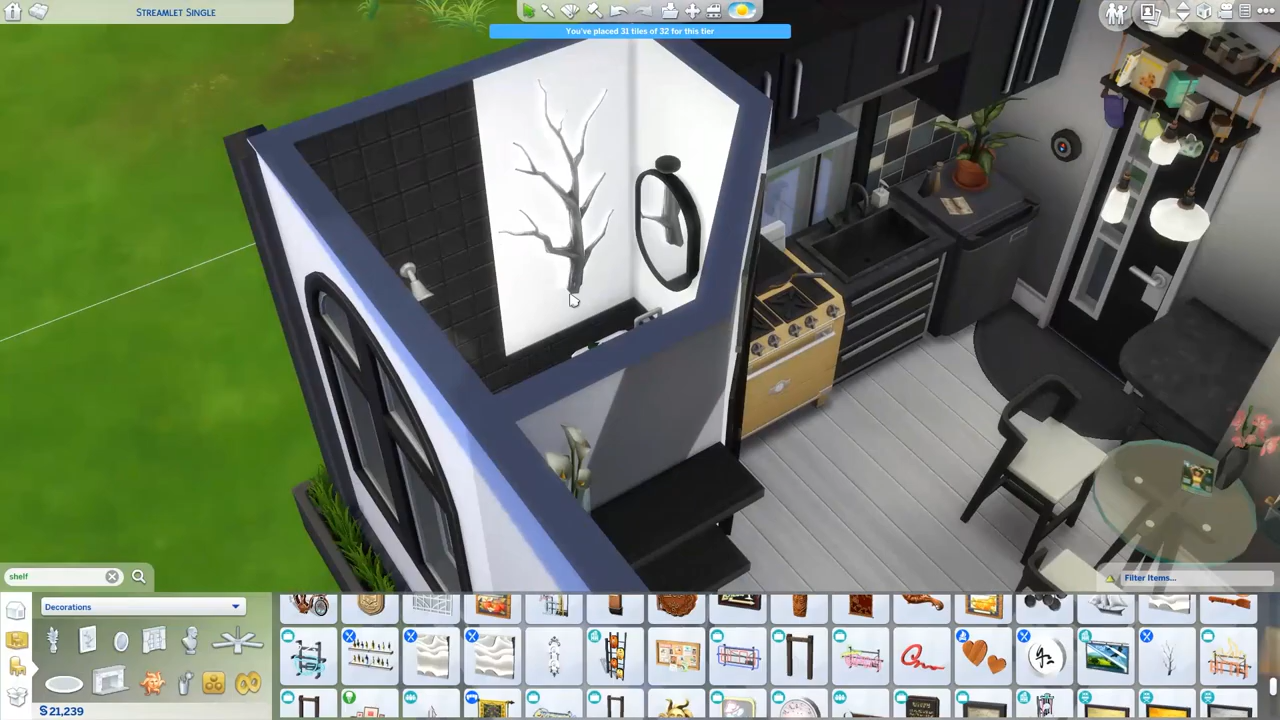 STREAMLET SINGLE
You've placed 31 tiles of 32 for this tier
shelf
Filter Items...
Decorations
§21,239